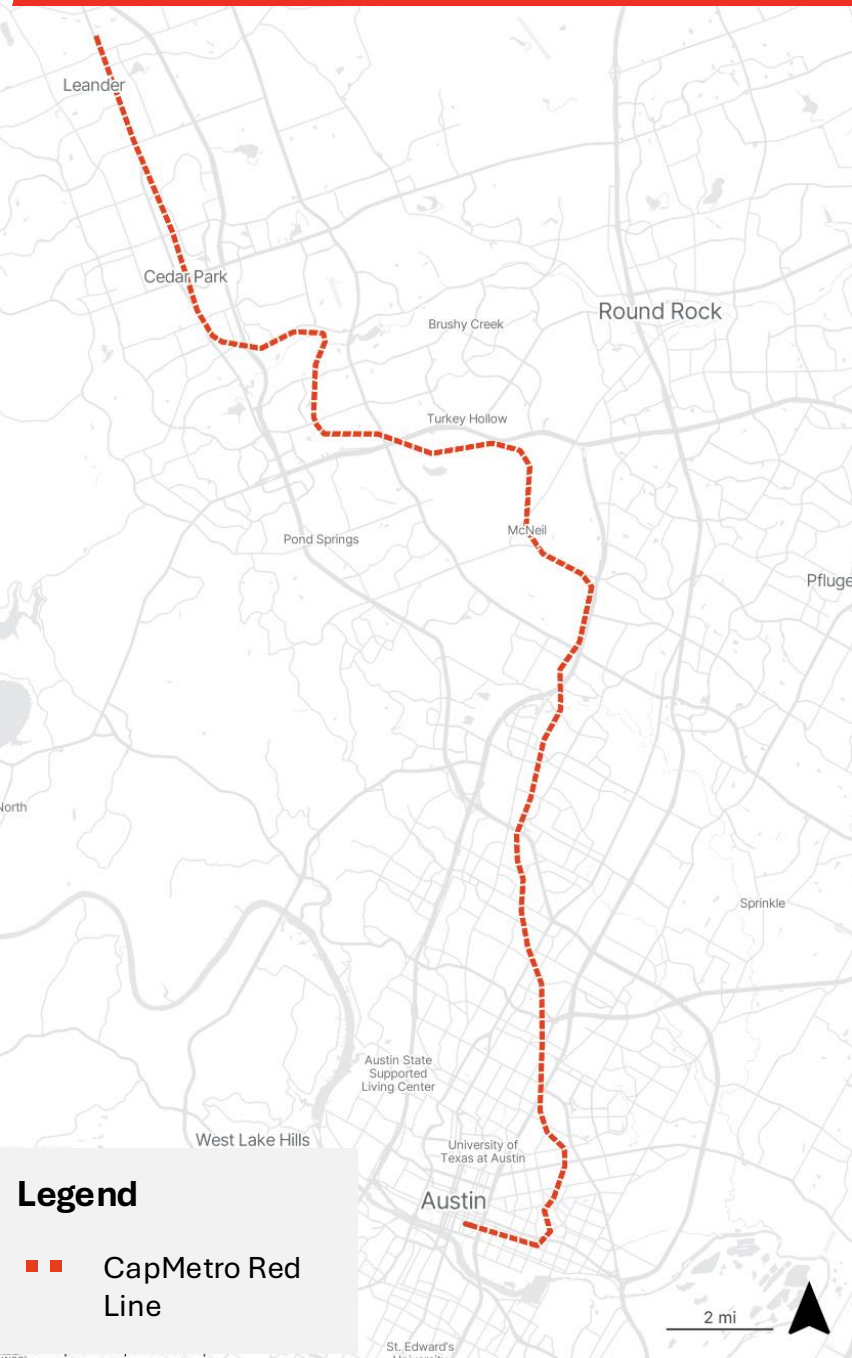 Leander
Cedar Park
Brushy Creek
Round Rock
Turkey Hollow
McNeil
Pond Springs
Pfluge
North
Sprinkle
Austin State
Supported
Living Center
West Lake Hills
University of
Texas at Austin
Austin
Legend
CapMetro Red
Line
2 mi
St. Edward's